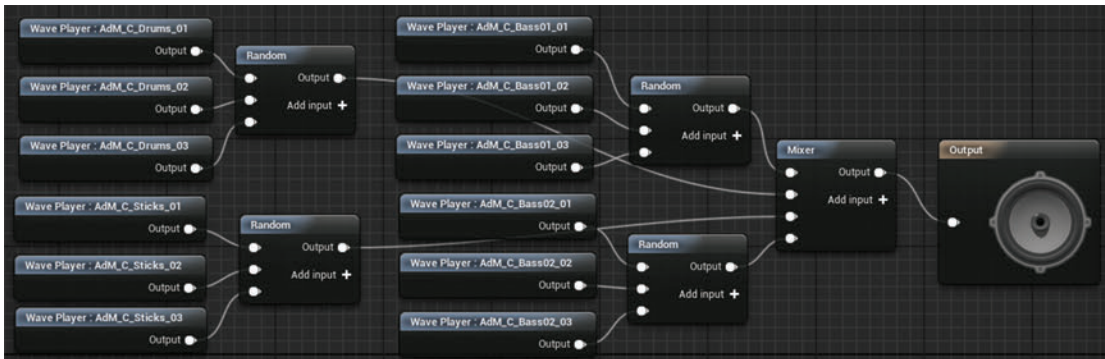 Wave Player : AdM_C_Drums_01
Output
Wave Player : AdM_C_Drums_02
Output
Wave Player : AdM_C_Drums_03
Output
Random
Output
Add input +
Wave Player : AdM_C_Sticks_01
Output
Wave Player : AdM_C_Sticks_02
Output
Wave Player : AdM_C_Sticks_03
Output
Random
Output
Add input +
Wave Player : AdM_C_Bass01_01
Output
Wave Player : AdM_C_Bass01_02
Output
Wave Player : AdM_C_Bass01_03
Output
Random
Output
Add input +
Wave Player : AdM_C_Bass02_01
Output
Wave Player : AdM_C_Bass02_02
Output
Wave Player : AdM_C_Bass02_03
Output
Random
Output
Add input +
Mixer
Output
Add input +
Output